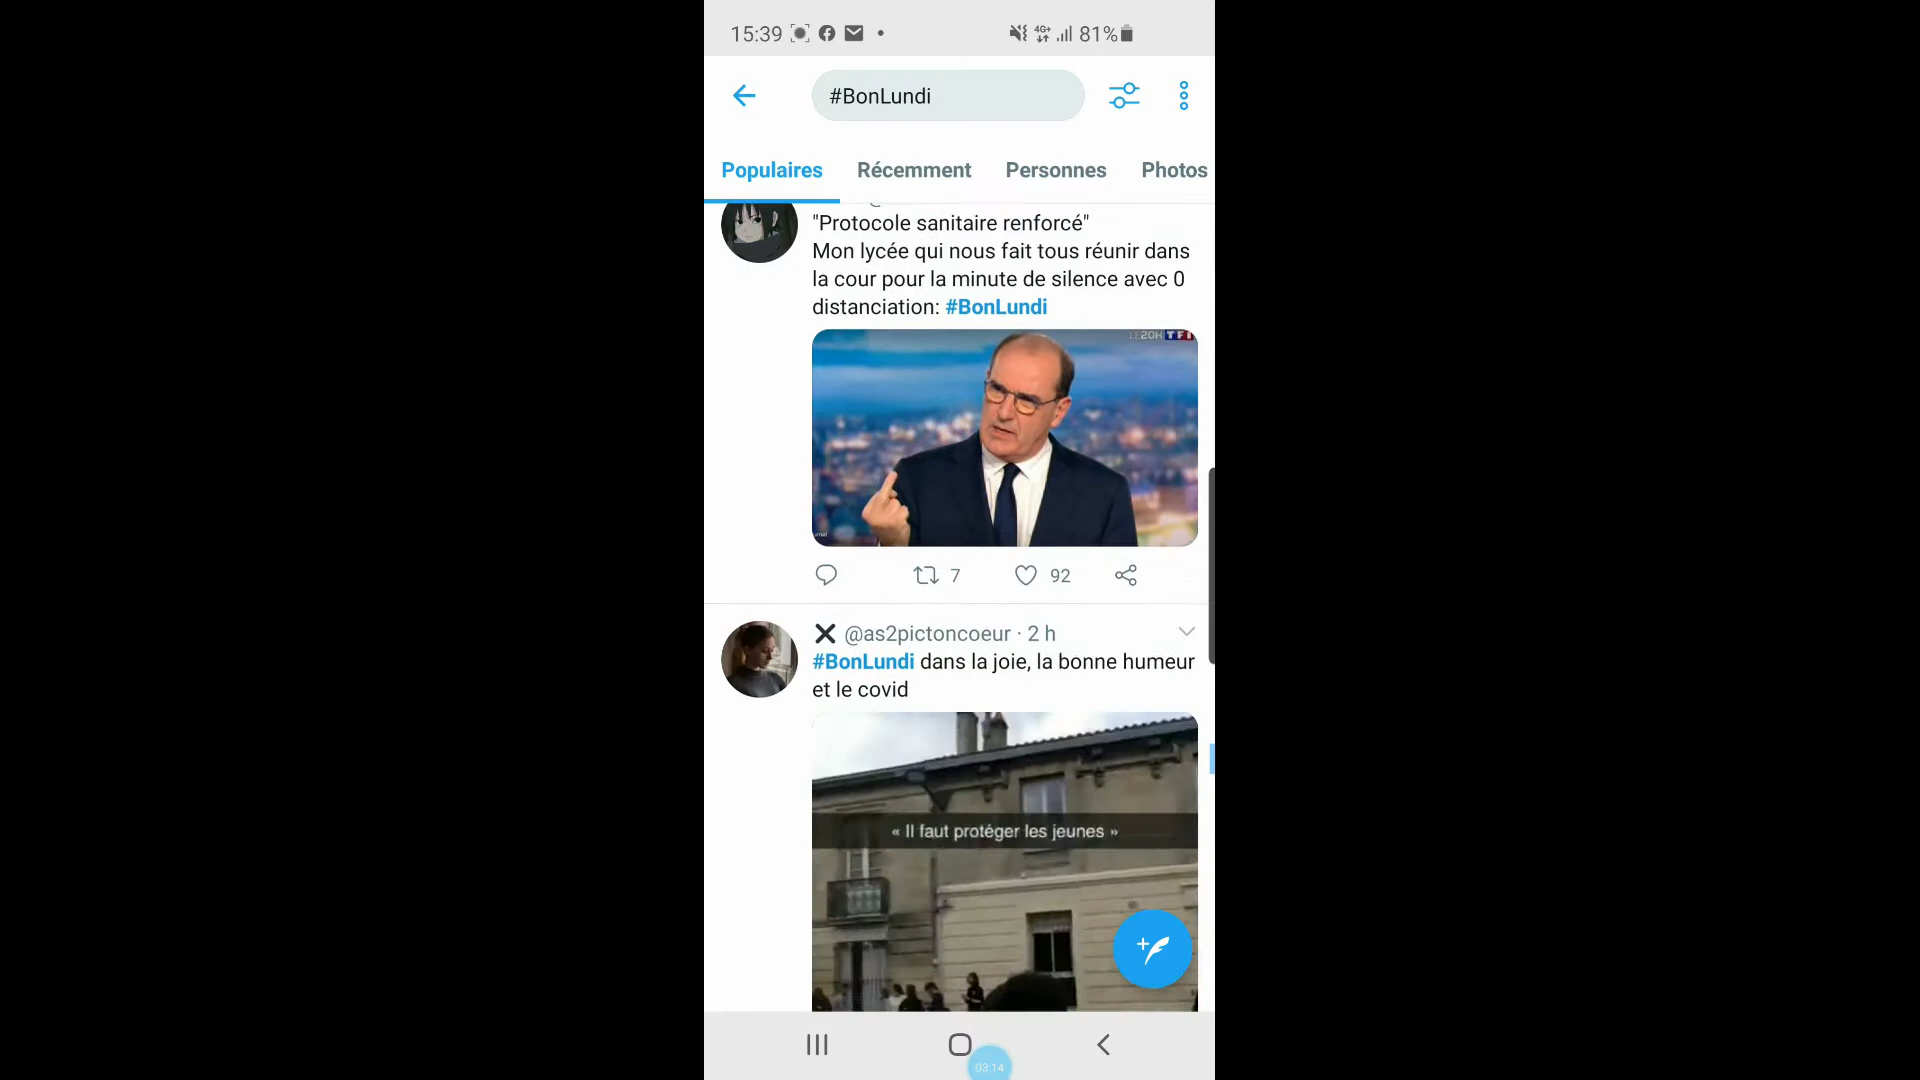 15:39
4G+
81%
#BonLundi
Populaires
Récemment
Personnes
Photos
"Protocole sanitaire renforcé"
Mon lycée qui nous fait tous réunir dans
la cour pour la minute de silence avec 0
distanciation: #BonLundi
LE20H TF1
7
92
@as2pictoncoeur · 2 h
#BonLundi dans la joie, la bonne humeur
et le covid
« Il faut protéger les jeunes »
03:14